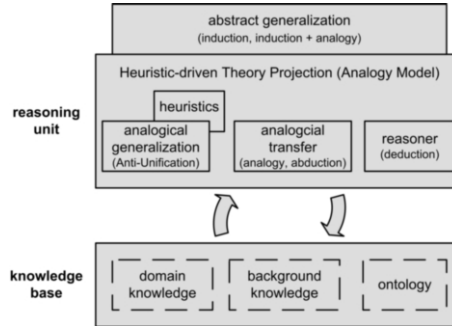 abstract generalization
(induction, induction + analogy)
Heuristic-driven Theory Projection (Analogy Model)
reasoning
unit
heuristics
analogical
generalization
(Anti-Unification)
analogcial
transfer
(analogy, abduction)
reasoner
(deduction)
knowledge
base
domain
knowledge
background
knowledge
ontology